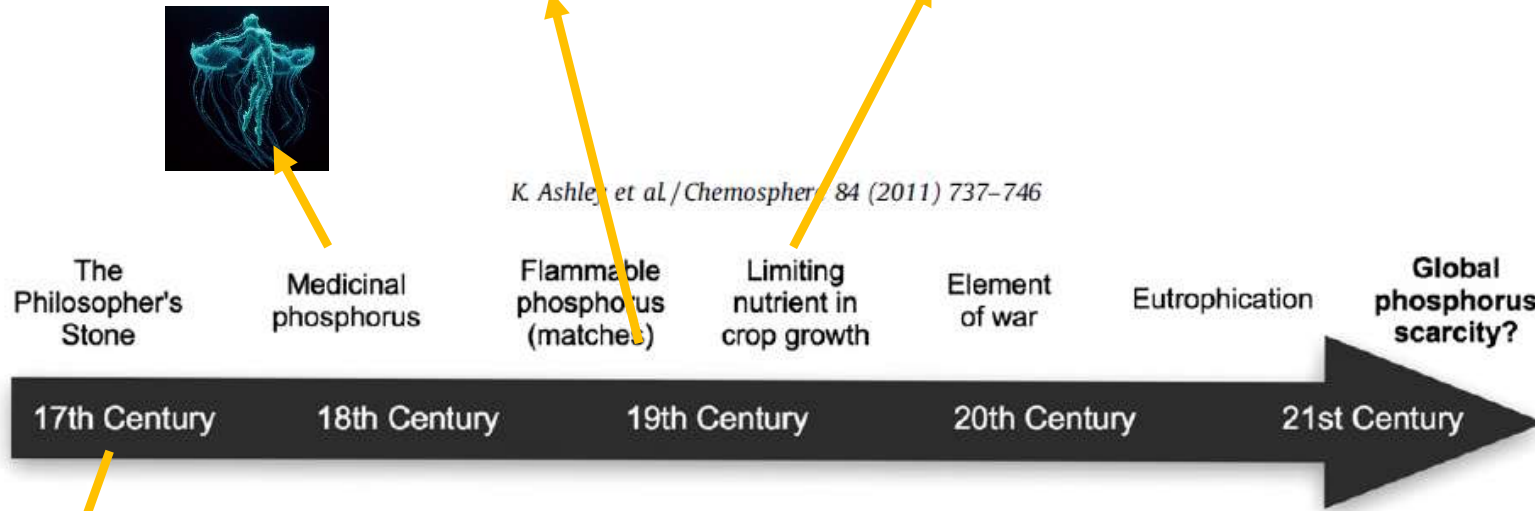 K. Ashley et al. / Chemosphere 84 (2011) 737–746
The
Philosopher's
Stone
Medicinal
phosphorus
Flammable
phosphorus
(matches)
Limiting
nutrient in
crop growth
Element
of war
Eutrophication
Global
phosphorus
scarcity?
17th Century
18th Century
19th Century
20th Century
21st Century